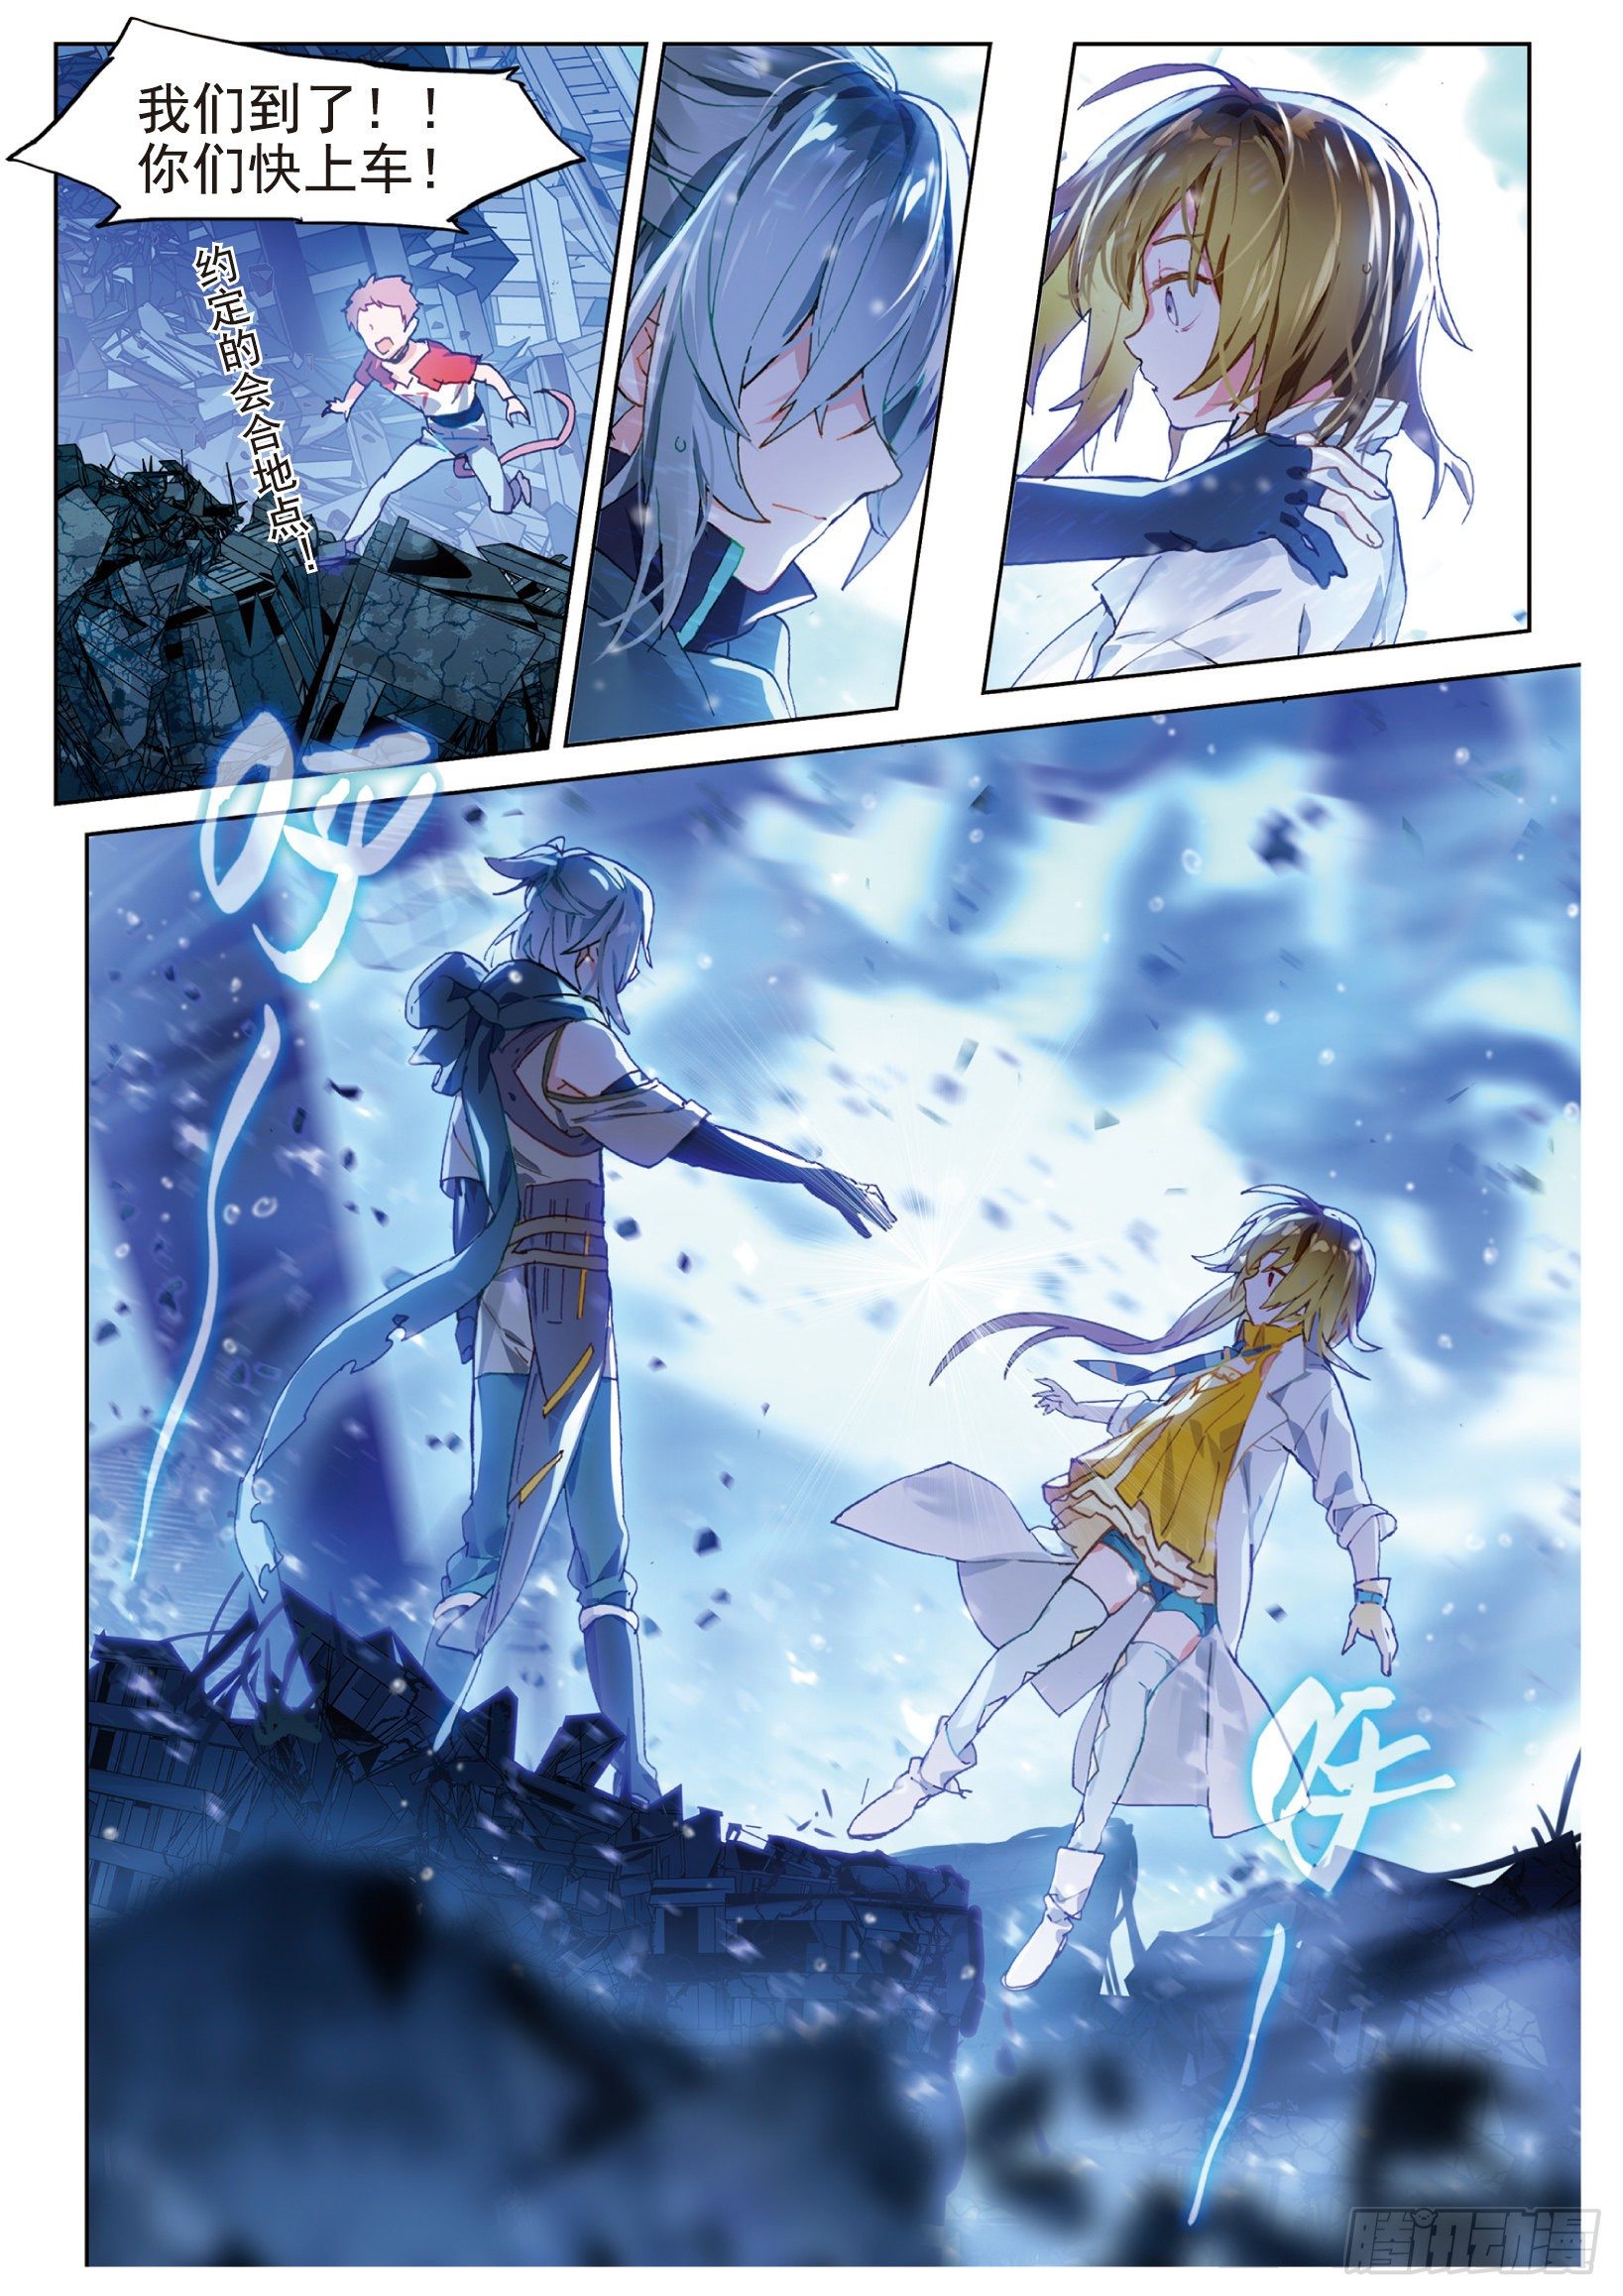 我们到了！！
你们快上车！
约定的会合地点！
呼
呼
腾讯动漫